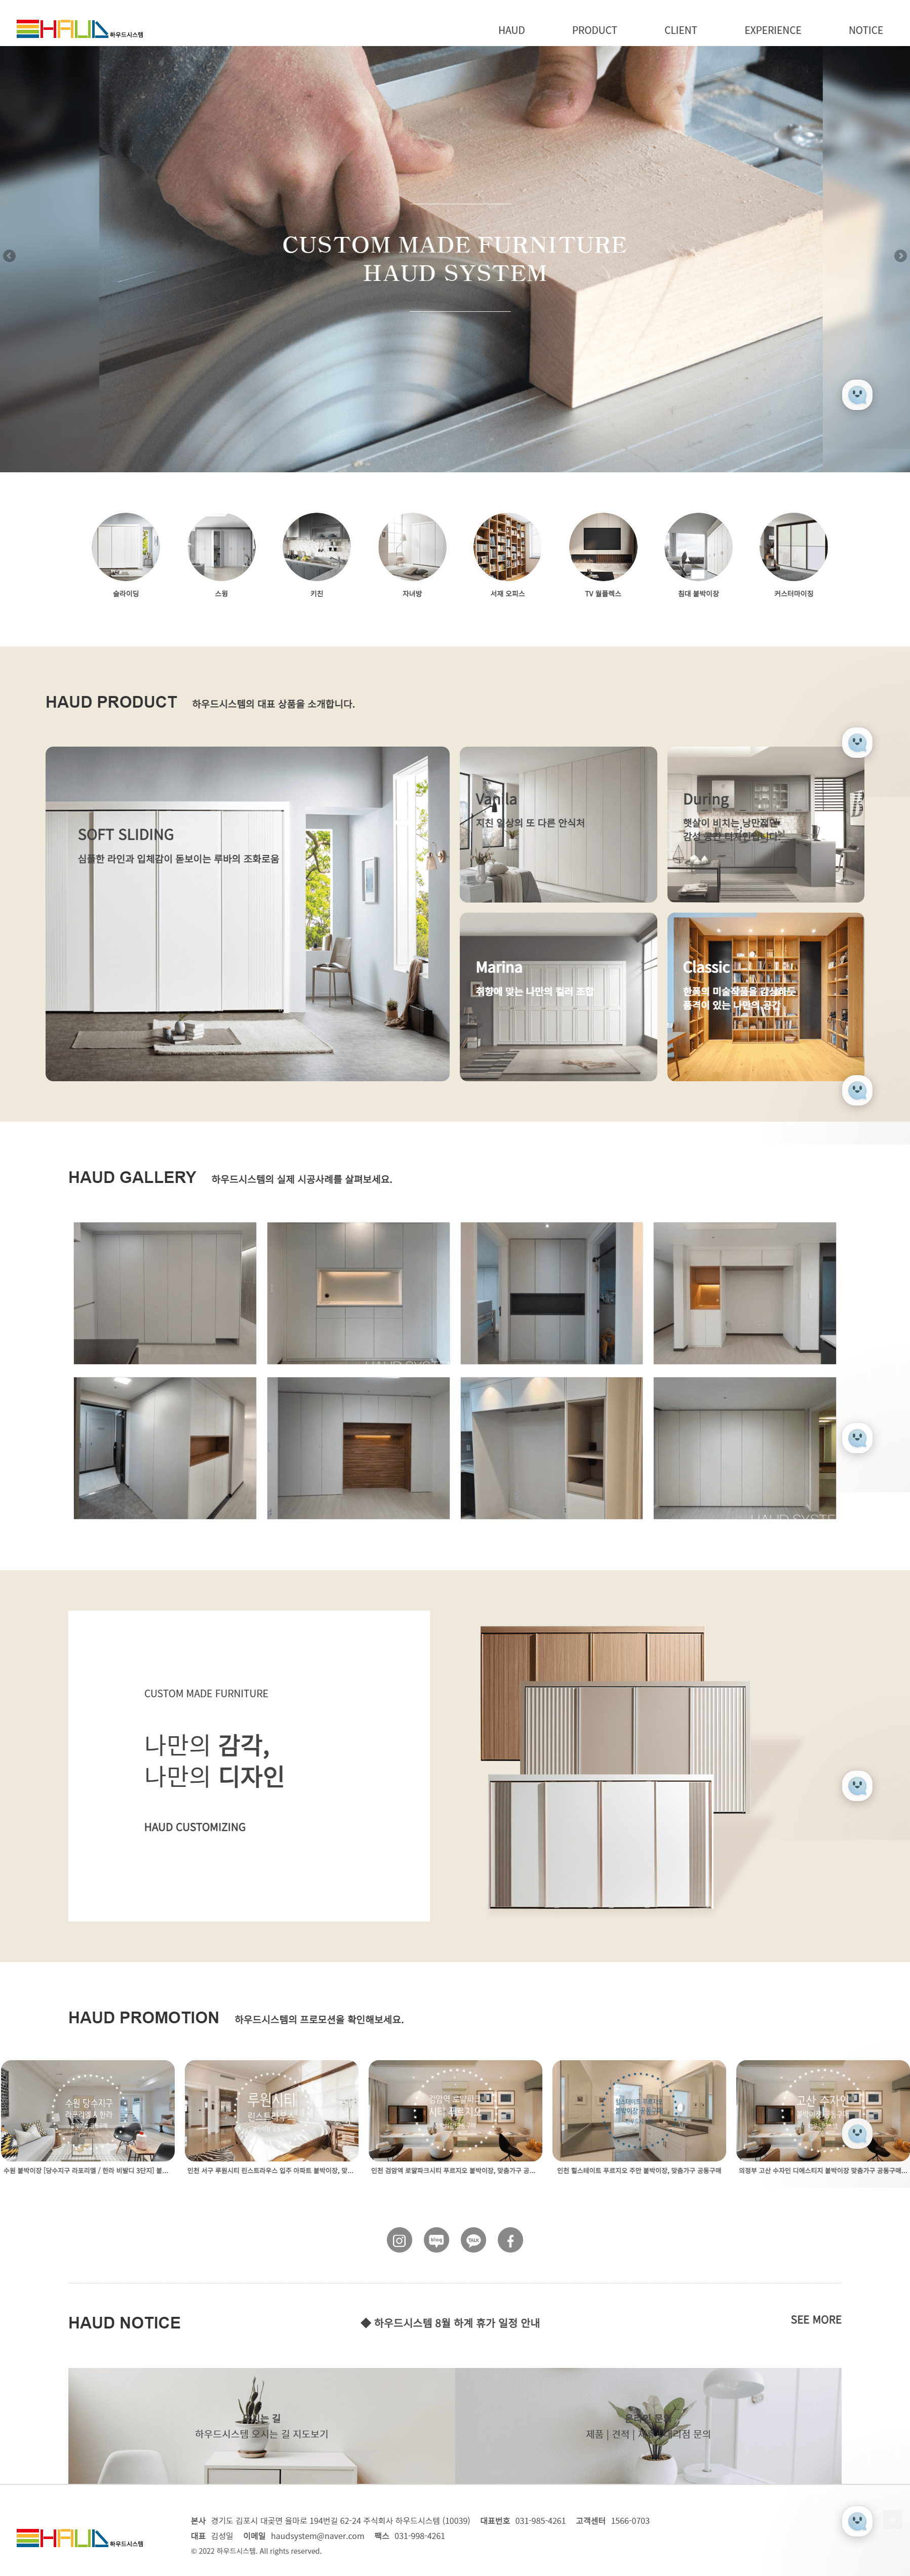 HAUD 하우드시스템
HAUD
PRODUCT
CLIENT
EXPERIENCE
NOTICE
CUSTOM MADE FURNITURE
HAUD SYSTEM
슬라이딩
스윙
키친
자녀방
서재 오피스
TV 월플렉스
침대 붙박이장
커스터마이징
HAUD PRODUCT
하우드시스템의 대표 상품을 소개합니다.
SOFT SLIDING
심플한 라인과 입체감이 돋보이는 루바의 조화로움
Vanila
지친 일상의 또 다른 안식처
During
햇살이 비치는 낭만적인
감성 공간 디자인입니다.
Marina
취향에 맞는 나만의 컬러 조합
Classic
한폭의 미술작품을 감상하듯
품격이 있는 나만의 공간
HAUD GALLERY
하우드시스템의 실제 시공사례를 살펴보세요.
HAUD SYSTE
CUSTOM MADE FURNITURE
나만의 감각,
나만의 디자인
HAUD CUSTOMIZING
HAUD PROMOTION
하우드시스템의 프로모션을 확인해보세요.
수원 당수지구
루원시티
고산 수자인
수원 붙박이장 [당수지구 라포리엘 / 한라 비발디 3단지] 붙...
인천 서구 루원시티 린스트라우스 입주 아파트 붙박이장, 맞...
인천 검암역 로얄파크시티 푸르지오 붙박이장, 맞춤가구 공...
인천 힐스테이트 푸르지오 주안 붙박이장, 맞춤가구 공동구매
의정부 고산 수자인 디에스티지 붙박이장 맞춤가구 공동구매...
blog
TALK
HAUD NOTICE
◆ 하우드시스템 8월 하계 휴가 일정 안내
SEE MORE
오시는 길
하우드시스템 오시는 길 지도보기
온라인 문의
제품 | 견적 | 시공 | 대리점 문의
HAUD 하우드시스템
본사 경기도 김포시 대곶면 율마로 194번길 62-24 주식회사 하우드시스템 (10039) 대표번호 031-985-4261 고객센터 1566-0703
대표 김성일 이메일 haudsystem@naver.com 팩스 031-998-4261
© 2022 하우드시스템. All rights reserved.